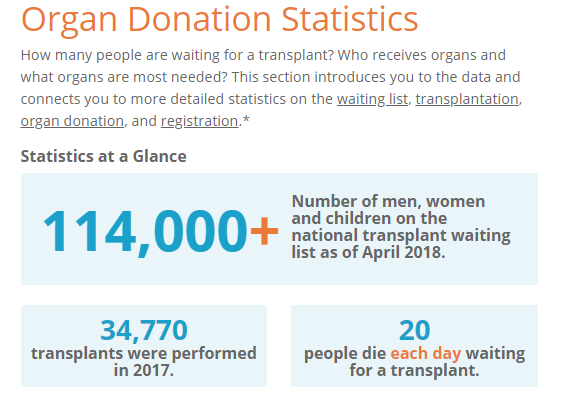 Organ Donation Statistics
How many people are waiting for a transplant? Who receives organs and
what organs are most needed? This section introduces you to the data and
connects you to more detailed statistics on the waiting list, transplantation,
organ donation, and registration.*
Statistics at a Glance
114,000+
Number of men, women
and children on the
national transplant waiting
list as of April 2018.
34,770
transplants were performed
in 2017.
20
people die each day waiting
for a transplant.